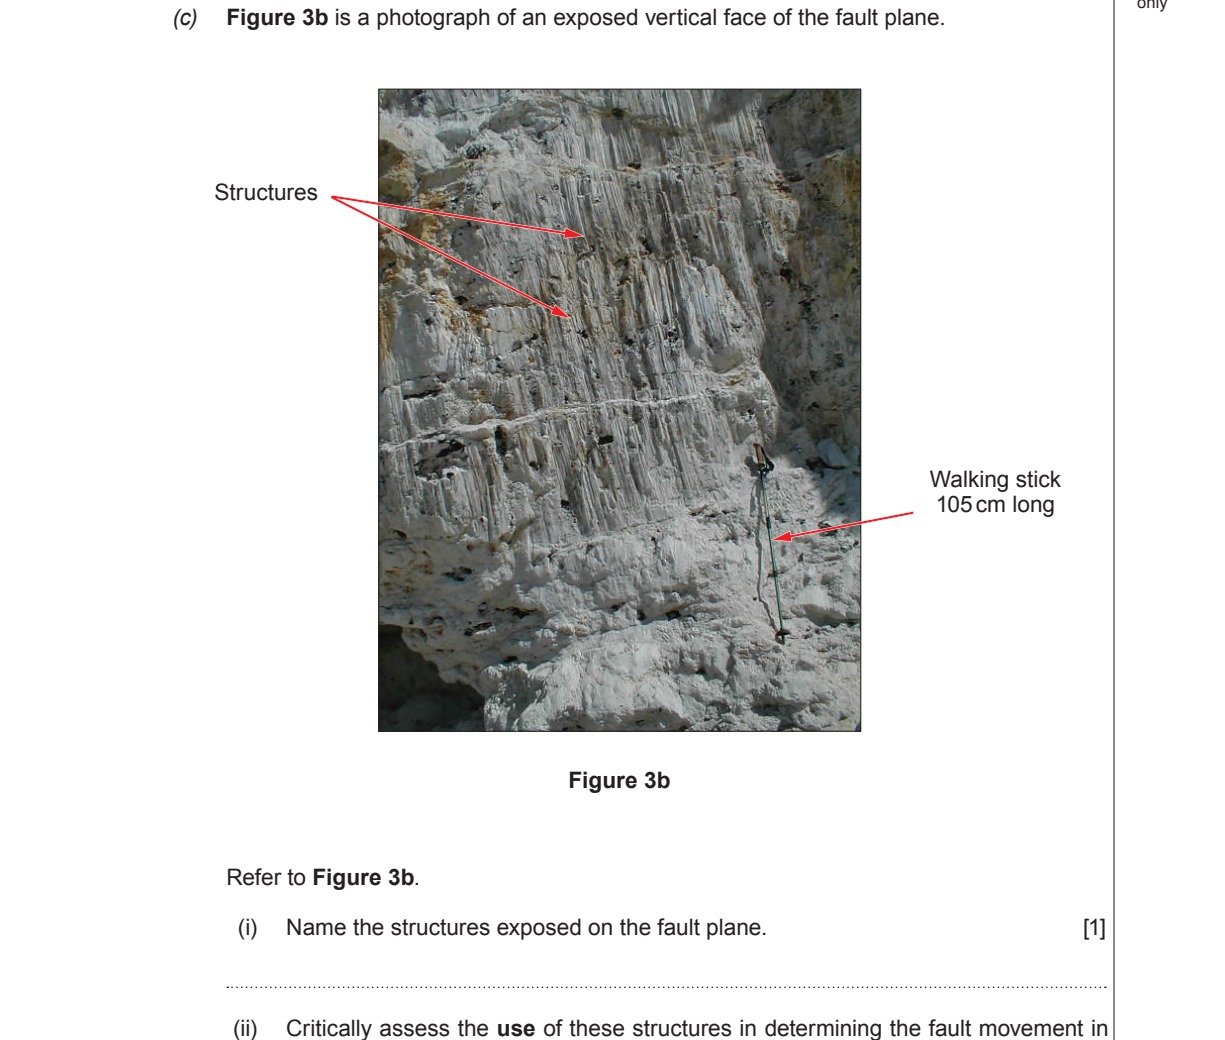 only
(c) Figure 3b is a photograph of an exposed vertical face of the fault plane.
Structures
Walking stick
105 cm long
Figure 3b
Refer to Figure 3b.
(i) Name the structures exposed on the fault plane. [1]
(ii) Critically assess the use of these structures in determining the fault movement in